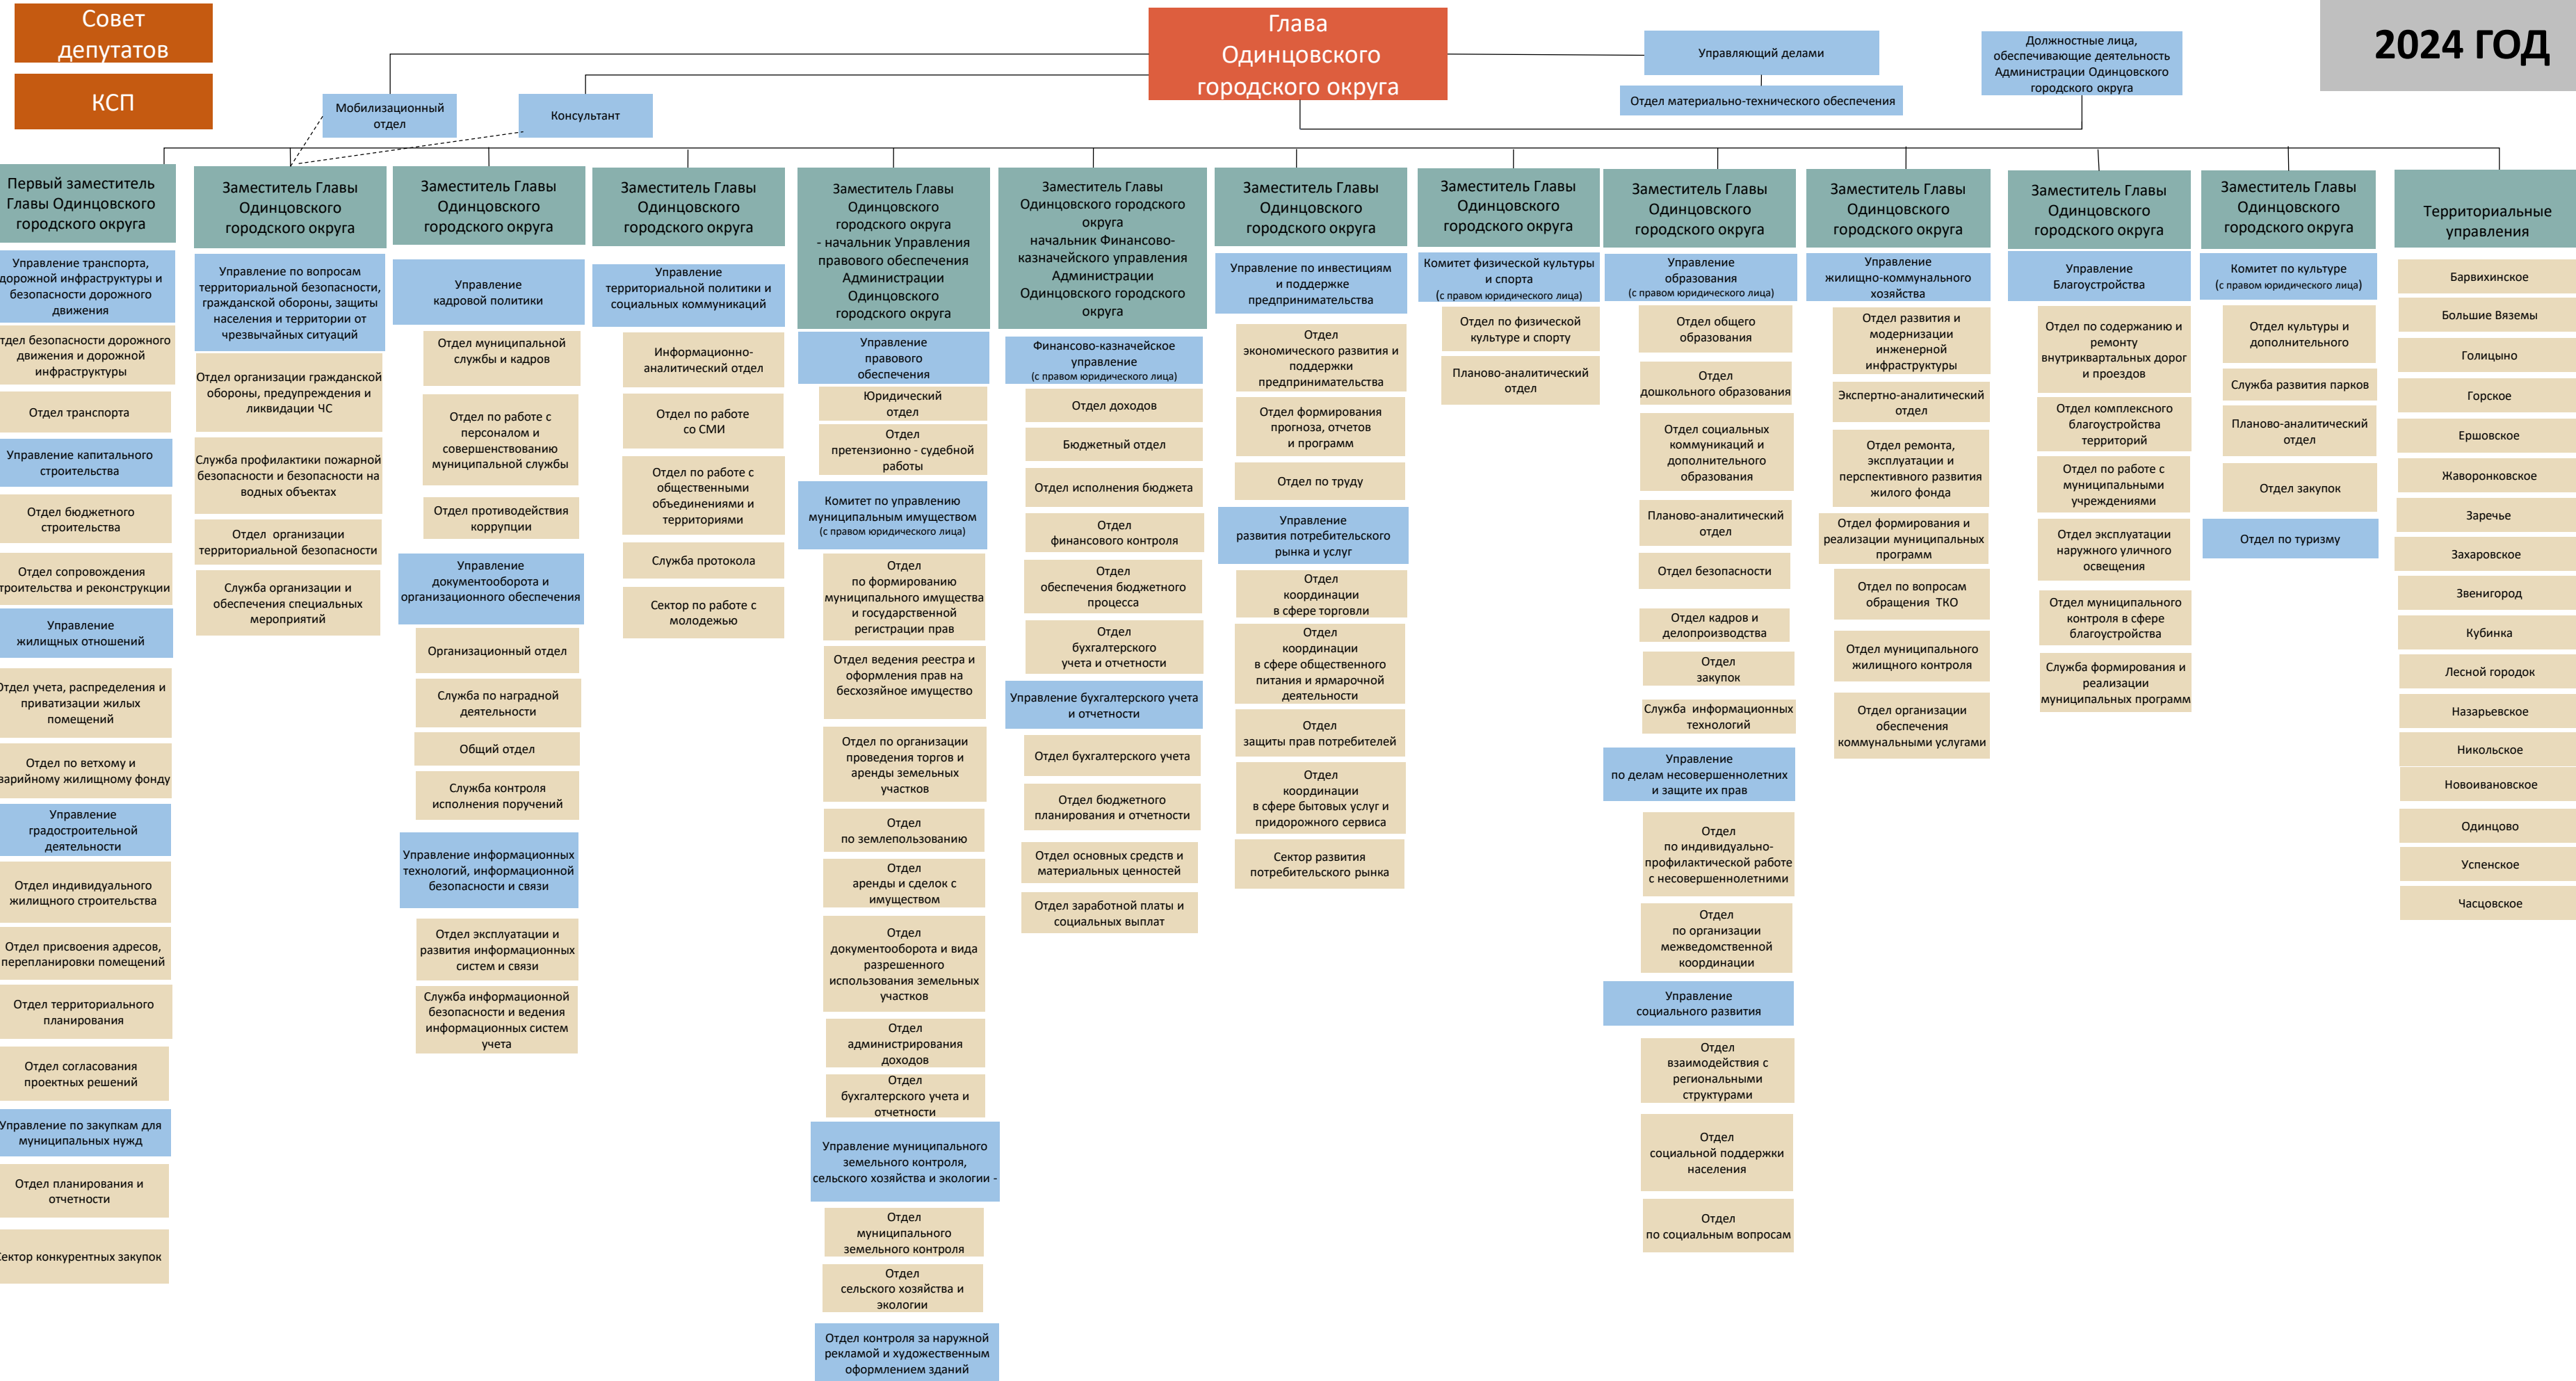 Совет
депутатов
КСП
Глава
Одинцовского
городского округа
Управляющий делами
Отдел материально-технического обеспечения
Должностные лица,
обеспечивающие деятельность
Администрации Одинцовского
городского округа
2024 ГОД
Мобилизационный
отдел
Консультант
Первый заместитель
Главы Одинцовского
городского округа
Управление транспорта,
дорожной инфраструктуры и
безопасности дорожного
движения
тдел безопасности дорожного
движения и дорожной
инфраструктуры
Отдел транспорта
Управление капитального
строительства
Отдел бюджетного
строительства
Отдел сопровождения
троительства и реконструкции
Управление
жилищных отношений
Отдел учета, распределения и
приватизации жилых
помещений
Отдел по ветхому и
варийному жилищному фонду
Управление
градостроительной
деятельности
Отдел индивидуального
жилищного строительства
Отдел присвоения адресов,
перепланировки помещений
Отдел территориального
планирования
Отдел согласования
проектных решений
Управление по закупкам для
муниципальных нужд
Отдел планирования и
отчетности
Сектор конкурентных закупок
Заместитель Главы
Одинцовского
городского округа
Управление по вопросам
территориальной безопасности,
гражданской обороны, защиты
населения и территории от
чрезвычайных ситуаций
Отдел организации гражданской
обороны, предупреждения и
ликвидации ЧС
Служба профилактики пожарной
безопасности и безопасности на
водных объектах
Отдел организации
территориальной безопасности
Служба организации и
обеспечения специальных
мероприятий
Заместитель Главы
Одинцовского
городского округа
Управление
кадровой политики
Отдел муниципальной
службы и кадров
Отдел по работе с
персоналом и
совершенствованию
муниципальной службы
Отдел противодействия
коррупции
Управление
документооборота и
организационного обеспечения
Организационный отдел
Служба по наградной
деятельности
Общий отдел
Служба контроля
исполнения поручений
Управление информационных
технологий, информационной
безопасности и связи
Отдел эксплуатации и
развития информационных
систем и связи
Служба информационной
безопасности и ведения
информационных систем
учета
Заместитель Главы
Одинцовского
городского округа
Управление
территориальной политики и
социальных коммуникаций
Информационно-
аналитический отдел
Отдел по работе
со СМИ
Отдел по работе с
общественными
объединениями и
территориями
Служба протокола
Сектор по работе с
молодежью
Заместитель Главы
Одинцовского
городского округа
- начальник Управления
правового обеспечения
Администрации
Одинцовского
городского округа
Управление
правового
обеспечения
Юридический
отдел
Отдел
претензионно - судебной
работы
Комитет по управлению
муниципальным имуществом
(с правом юридического лица)
Отдел
по формированию
муниципального имущества
и государственной
регистрации прав
Отдел ведения реестра и
оформления прав на
бесхозяйное имущество
Отдел по организации
проведения торгов и
аренды земельных
участков
Отдел
по землепользованию
Отдел
аренды и сделок с
имуществом
Отдел
документооборота и вида
разрешенного
использования земельных
участков
Отдел
администрирования
доходов
Отдел
бухгалтерского учета и
отчетности
Управление муниципального
земельного контроля,
сельского хозяйства и экологии -
Отдел
муниципального
земельного контроля
Отдел
сельского хозяйства и
экологии
Отдел контроля за наружной
рекламой и художественным
оформлением зданий
Заместитель Главы
Одинцовского городского
округа
начальник Финансово-
казначейского управления
Администрации
Одинцовского городского
округа
Финансово-казначейское
управление
(с правом юридического лица)
Отдел доходов
Бюджетный отдел
Отдел исполнения бюджета
Отдел
финансового контроля
Отдел
обеспечения бюджетного
процесса
Отдел
бухгалтерского
учета и отчетности
Управление бухгалтерского учета
и отчетности
Отдел бухгалтерского учета
Отдел бюджетного
планирования и отчетности
Отдел основных средств и
материальных ценностей
Отдел заработной платы и
социальных выплат
Заместитель Главы
Одинцовского
городского округа
Управление по инвестициям
и поддержке
предпринимательства
Отдел
экономического развития и
поддержки
предпринимательства
Отдел формирования
прогноза, отчетов
и программ
Отдел по труду
Управление
развития потребительского
рынка и услуг
Отдел
координации
в сфере торговли
Отдел
координации
в сфере общественного
питания и ярмарочной
деятельности
Отдел
защиты прав потребителей
Отдел
координации
в сфере бытовых услуг и
придорожного сервиса
Сектор развития
потребительского рынка
Заместитель Главы
Одинцовского
городского округа
Комитет физической культуры
и спорта
(с правом юридического лица)
Отдел по физической
культуре и спорту
Планово-аналитический
отдел
Заместитель Главы
Одинцовского
городского округа
Управление
образования
(с правом юридического лица)
Отдел общего
образования
Отдел
дошкольного образования
Отдел социальных
коммуникаций и
дополнительного
образования
Планово-аналитический
отдел
Отдел безопасности
Отдел кадров и
делопроизводства
Отдел
закупок
Служба информационных
технологий
Управление
по делам несовершеннолетних
и защите их прав
Отдел
по индивидуально-
профилактической работе
с несовершеннолетними
Отдел
по организации
межведомственной
координации
Управление
социального развития
Отдел
взаимодействия с
региональными
структурами
Отдел
социальной поддержки
населения
Отдел
по социальным вопросам
Заместитель Главы
Одинцовского
городского округа
Управление
жилищно-коммунального
хозяйства
Отдел развития и
модернизации
инженерной
инфраструктуры
Экспертно-аналитический
отдел
Отдел ремонта,
эксплуатации и
перспективного развития
жилого фонда
Отдел формирования и
реализации муниципальных
программ
Отдел по вопросам
обращения ТКО
Отдел муниципального
жилищного контроля
Отдел организации
обеспечения
коммунальными услугами
Заместитель Главы
Одинцовского
городского округа
Управление
Благоустройства
Отдел по содержанию и
ремонту
внутриквартальных дорог
и проездов
Отдел комплексного
благоустройства
территорий
Отдел по работе с
муниципальными
учреждениями
Отдел эксплуатации
наружного уличного
освещения
Отдел муниципального
контроля в сфере
благоустройства
Служба формирования и
реализации
муниципальных программ
Заместитель Главы
Одинцовского
городского округа
Комитет по культуре
(с правом юридического лица)
Отдел культуры и
дополнительного
Служба развития парков
Планово-аналитический
отдел
Отдел закупок
Отдел по туризму
Территориальные
управления
Барвихинское
Большие Вяземы
Голицыно
Горское
Ершовское
Жаворонковское
Заречье
Захаровское
Звенигород
Кубинка
Лесной городок
Назарьевское
Никольское
Новоивановское
Одинцово
Успенское
Часцовское